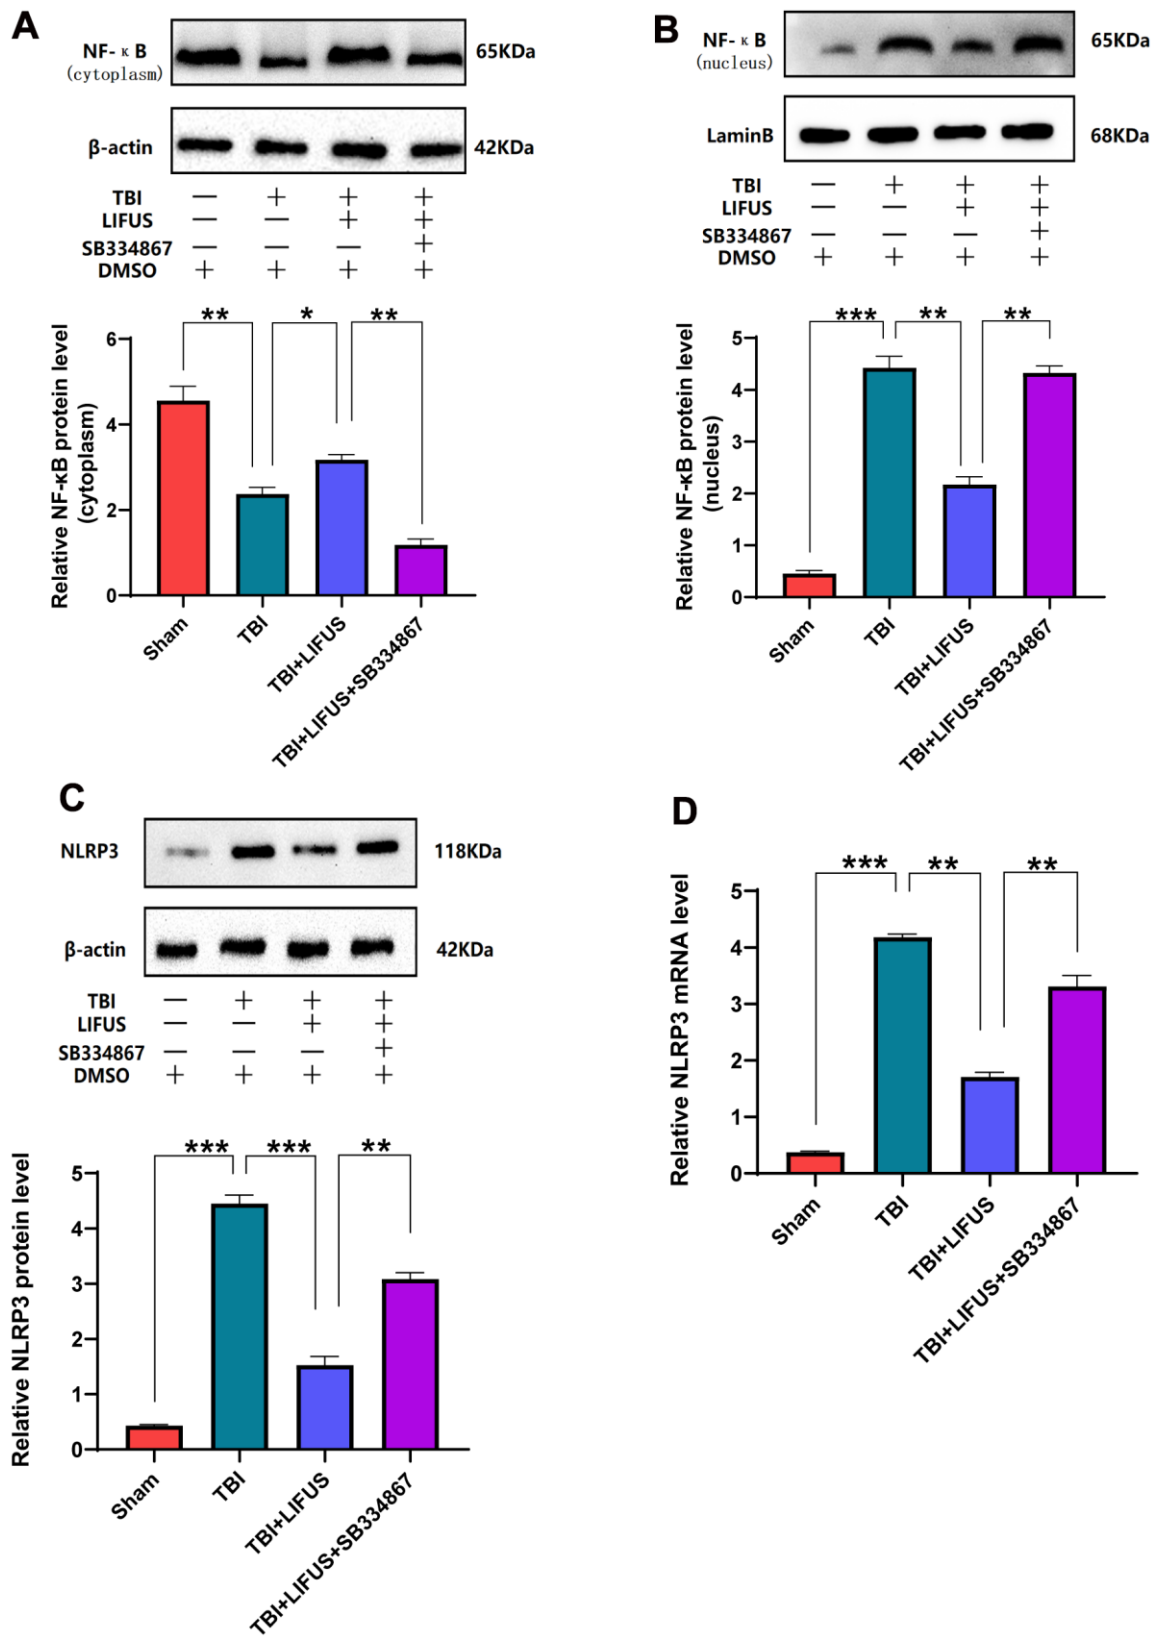 A
NF-κB
(cytoplasm)
65KDa
β-actin
42KDa
TBI — + + +
LIFUS — — + +
SB334867 — — — +
DMSO + + + +
** * **
Relative NF-κB protein level
(cytoplasm)
6
4
2
0
Sham
TBI
TBI+LIFUS
TBI+LIFUS+SB334867
B
NF-κB
(nucleus)
65KDa
LaminB
68KDa
TBI — + + +
LIFUS — — + +
SB334867 — — — +
DMSO + + + +
*** ** **
Relative NF-κB protein level
(nucleus)
5
4
3
2
1
0
Sham
TBI
TBI+LIFUS
TBI+LIFUS+SB334867
C
NLRP3
118KDa
β-actin
42KDa
TBI — + + +
LIFUS — — + +
SB334867 — — — +
DMSO + + + +
*** *** **
Relative NLRP3 protein level
5
4
3
2
1
0
Sham
TBI
TBI+LIFUS
TBI+LIFUS+SB334867
D
*** ** **
Relative NLRP3 mRNA level
5
4
3
2
1
0
Sham
TBI
TBI+LIFUS
TBI+LIFUS+SB334867